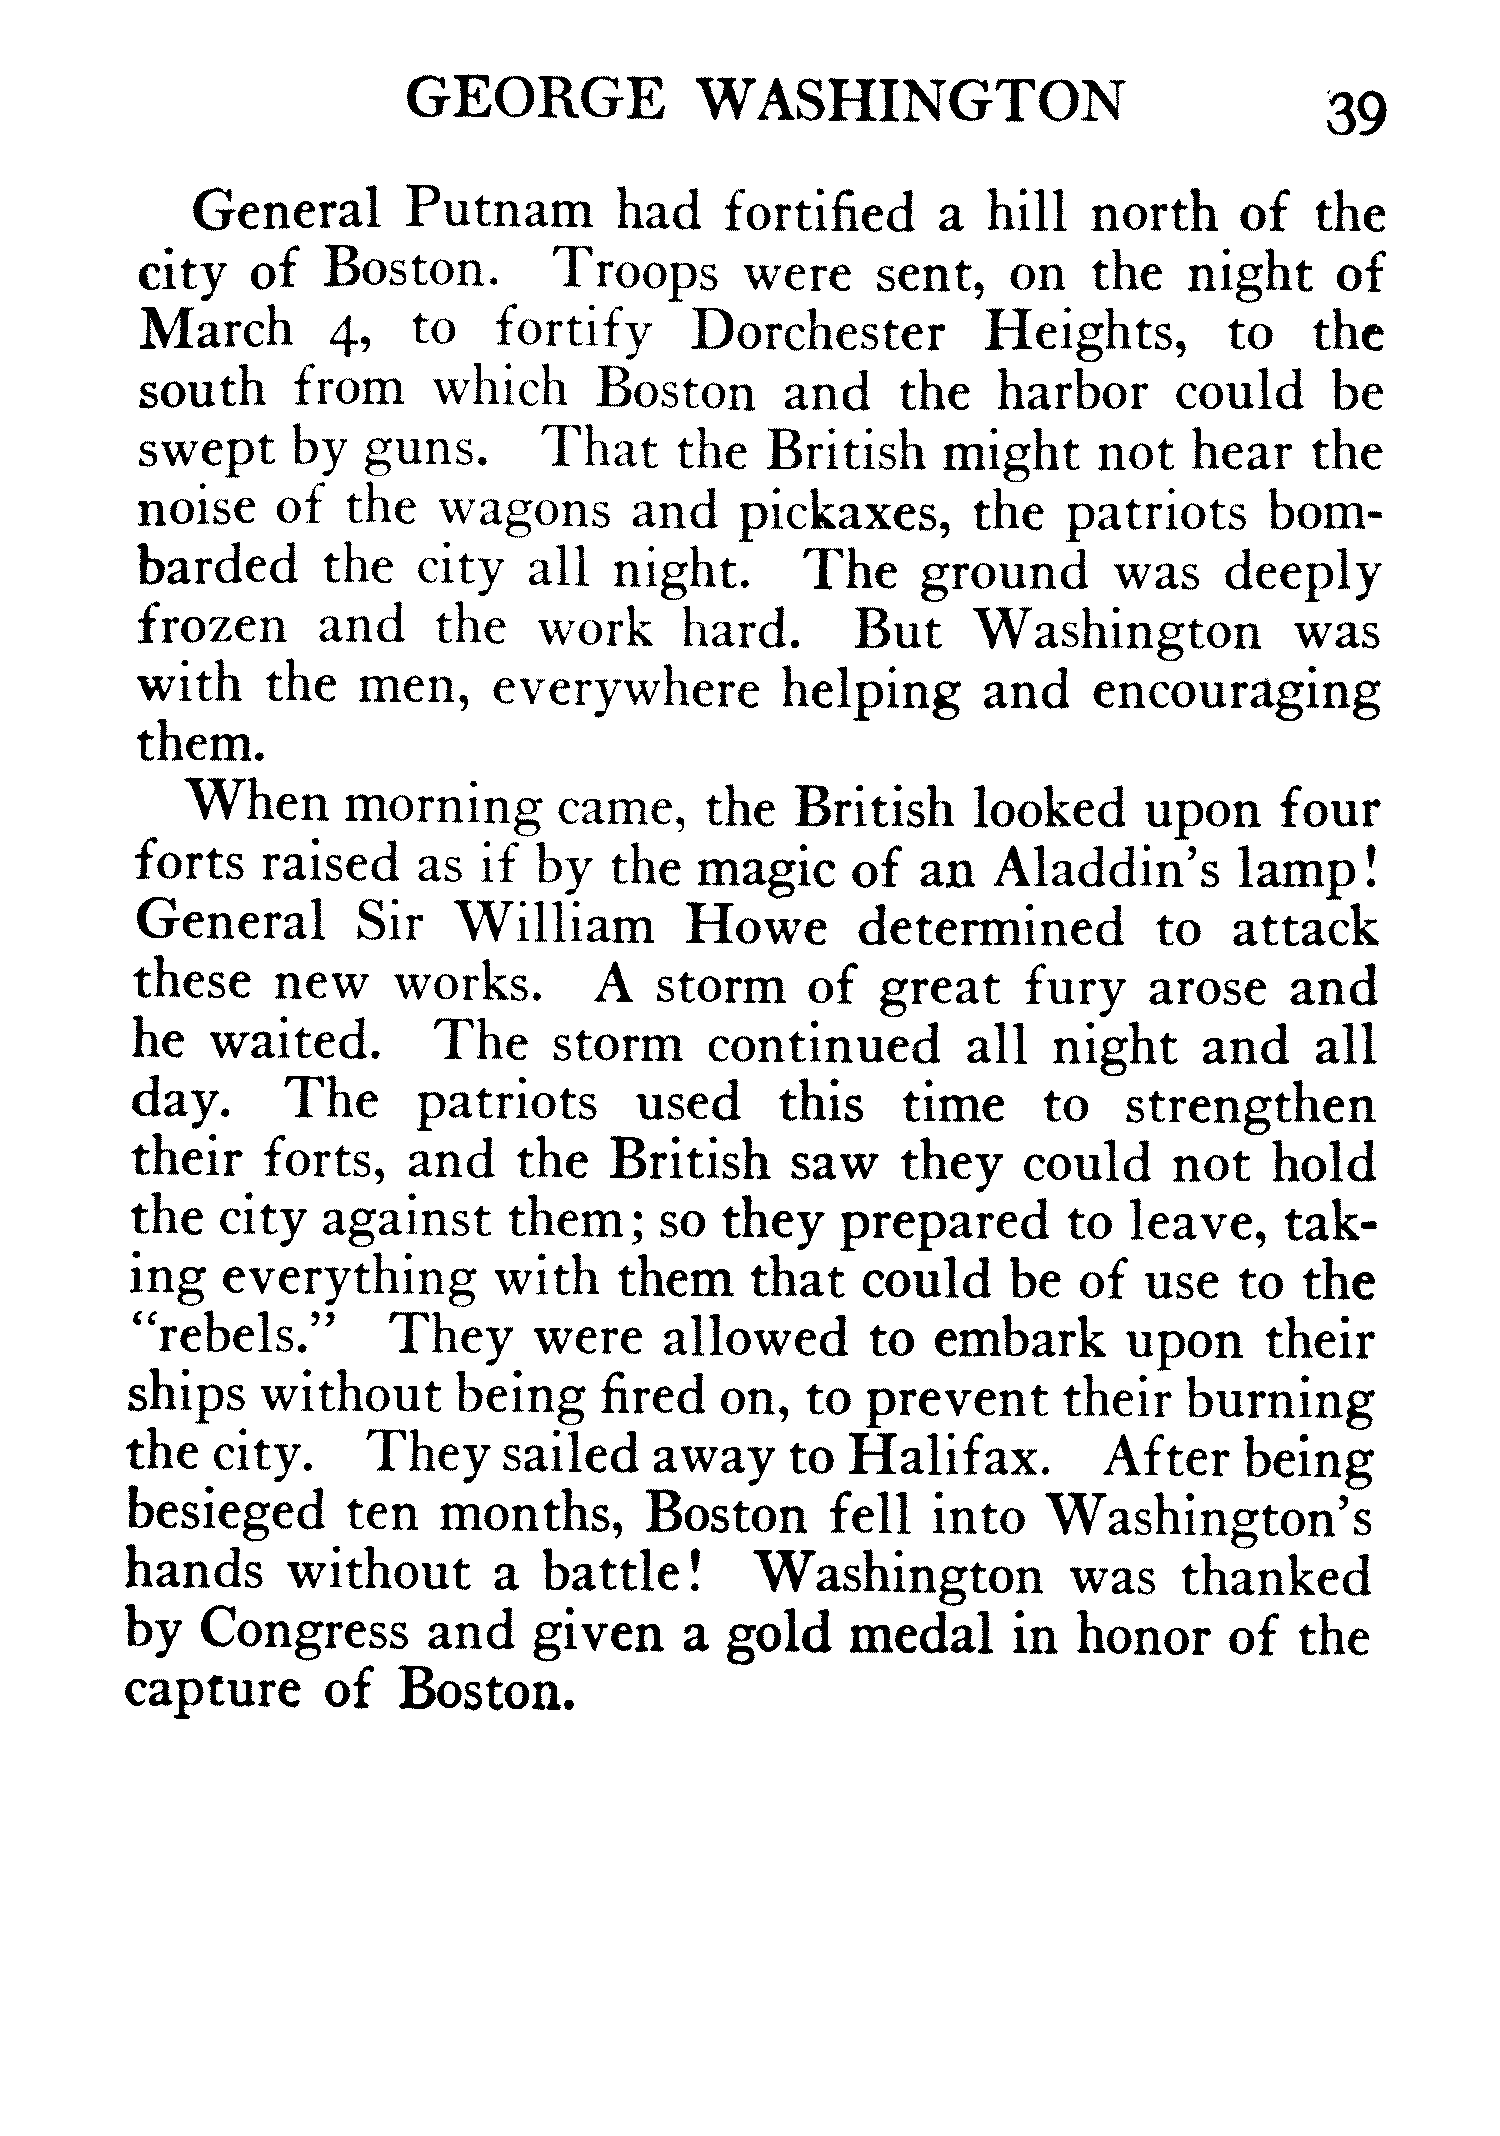 GEORGE WASHINGTON 39
General Putnam had fortified a hill north of the
city of Boston. Troops were sent, on the night of
March 4, to fortify Dorchester Heights, to the
south from which Boston and the harbor could be
swept by guns. That the British might not hear the
noise of the wagons and pickaxes, the patriots bom-
barded the city all night. The ground was deeply
frozen and the work hard. But Washington was
with the men, everywhere helping and encouraging
them.
When morning came, the British looked upon four
forts raised as if by the magic of an Aladdin's lamp!
General Sir William Howe determined to attack
these new works. A storm of great fury arose and
he waited. The storm continued all night and all
day. The patriots used this time to strengthen
their forts, and the British saw they could not hold
the city against them; so they prepared to leave, tak-
ing everything with them that could be of use to the
“rebels.” They were allowed to embark upon their
ships without being fired on, to prevent their burning
the city. They sailed away to Halifax. After being
besieged ten months, Boston fell into Washington's
hands without a battle! Washington was thanked
by Congress and given a gold medal in honor of the
capture of Boston.